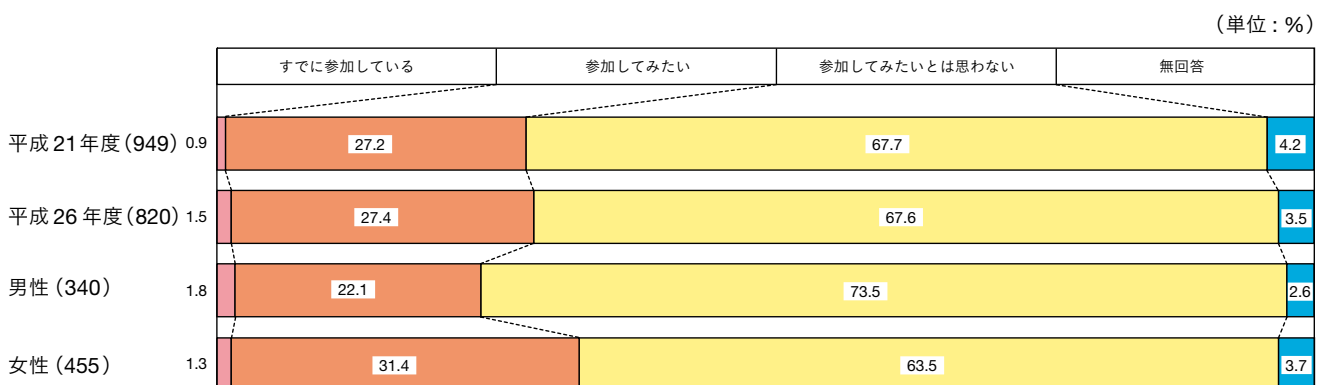 （単位：％）
すでに参加している 参加してみたい 参加してみたいとは思わない 無回答
平成21年度（949） 0.9 27.2 67.7 4.2
平成26年度（820） 1.5 27.4 67.6 3.5
男性（340） 1.8 22.1 73.5 2.6
女性（455） 1.3 31.4 63.5 3.7